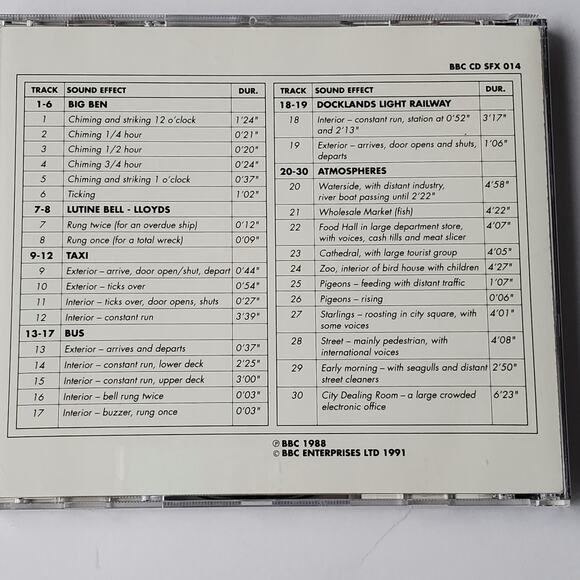 BBC CD SFX 014
TRACK SOUND EFFECT DUR.
1-6 BIG BEN
1 Chiming and striking 12 o'clock 1'24"
2 Chiming 1/4 hour 0'21"
3 Chiming 1/2 hour 0'20"
4 Chiming 3/4 hour 0'24"
5 Chiming and striking 1 o'clock 0'37"
6 Ticking 1'02"
7-8 LUTINE BELL - LLOYDS
7 Rung twice (for an overdue ship) 0'12"
8 Rung once (for a total wreck) 0'09"
9-12 TAXI
9 Exterior – arrive, door open/shut, depart 0'44"
10 Exterior – ticks over 0'54"
11 Interior – ticks over, door opens, shuts 0'27"
12 Interior – constant run 3'39"
13-17 BUS
13 Exterior – arrives and departs 0'37"
14 Interior – constant run, lower deck 2'25"
15 Interior – constant run, upper deck 3'00"
16 Interior – bell rung twice 0'03"
17 Interior – buzzer, rung once 0'03"
TRACK SOUND EFFECT DUR.
18-19 DOCKLANDS LIGHT RAILWAY
18 Interior – constant run, station at 0'52" 3'17"
and 2'13"
19 Exterior – arrives, door opens and shuts, 1'06"
departs
20-30 ATMOSPHERES
20 Waterside, with distant industry, 4'58"
river boat passing until 2'22"
21 Wholesale Market (fish) 4'22"
22 Food Hall in large department store, 4'07"
with voices, cash tills and meat slicer
23 Cathedral, with large tourist group 4'05"
24 Zoo, interior of bird house with children 4'27"
25 Pigeons – feeding with distant traffic 1'07"
26 Pigeons – rising 0'06"
27 Starlings – roosting in city square, with 4'01"
some voices
28 Street – mainly pedestrian, with 4'08"
international voices
29 Early morning – with seagulls and distant 2'50"
street cleaners
30 City Dealing Room – a large crowded 6'23"
electronic office
Ⓟ BBC 1988
© BBC ENTERPRISES LTD 1991